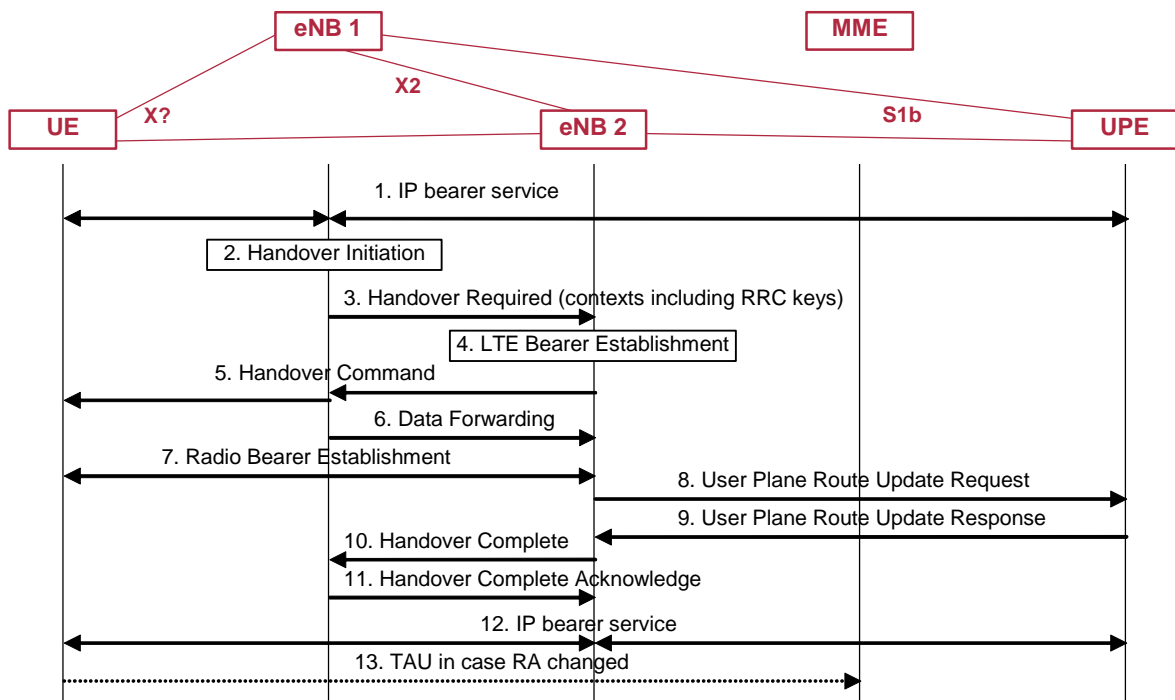 eNB 1
MME
X2
X?
S1b
UE
eNB 2
UPE
1. IP bearer service
2. Handover Initiation
3. Handover Required (contexts including RRC keys)
4. LTE Bearer Establishment
5. Handover Command
6. Data Forwarding
7. Radio Bearer Establishment
8. User Plane Route Update Request
9. User Plane Route Update Response
10. Handover Complete
11. Handover Complete Acknowledge
12. IP bearer service
13. TAU in case RA changed